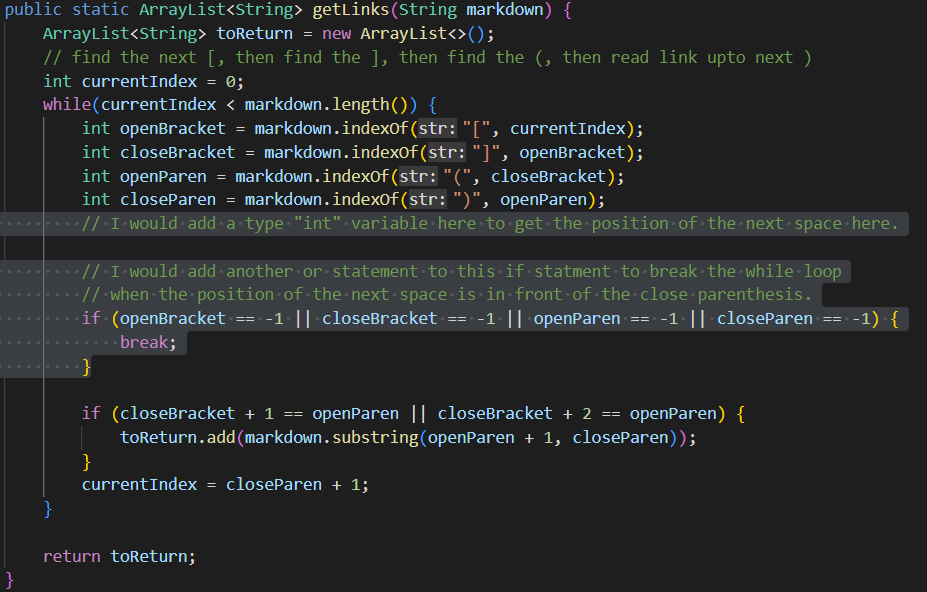 public static ArrayList<String> getLinks(String markdown) {
    ArrayList<String> toReturn = new ArrayList<>();
    // find the next [, then find the ], then find the (, then read link upto next )
    int currentIndex = 0;
    while(currentIndex < markdown.length()) {
        int openBracket = markdown.indexOf(str: "[", currentIndex);
        int closeBracket = markdown.indexOf(str: "]", openBracket);
        int openParen = markdown.indexOf(str: "(", closeBracket);
        int closeParen = markdown.indexOf(str: ")", openParen);
        // I would add a type "int" variable here to get the position of the next space here.
        // I would add another or statement to this if statment to break the while loop
        // when the position of the next space is in front of the close parenthesis.
        if (openBracket == -1 || closeBracket == -1 || openParen == -1 || closeParen == -1) {
            break;
        }
        if (closeBracket + 1 == openParen || closeBracket + 2 == openParen) {
            toReturn.add(markdown.substring(openParen + 1, closeParen));
        }
        currentIndex = closeParen + 1;
    }
    return toReturn;
}